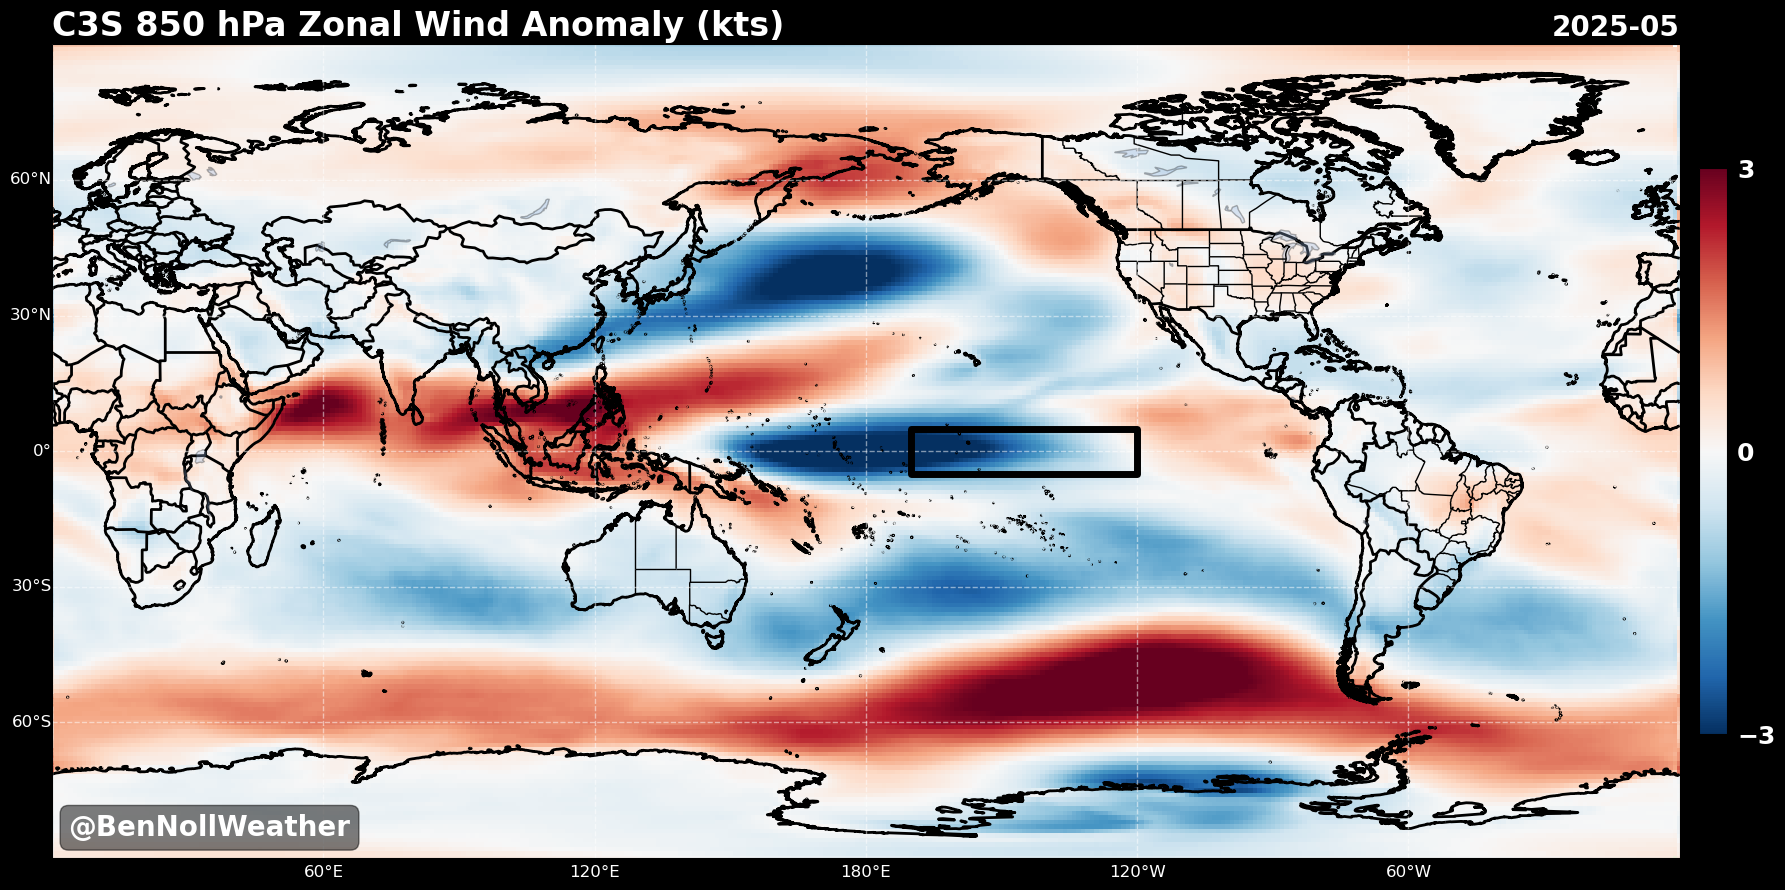 C3S 850 hPa Zonal Wind Anomaly (kts)
2025-05
60°N
30°N
0°
30°S
60°S
60°E
120°E
180°E
120°W
60°W
3
0
−3
@BenNollWeather